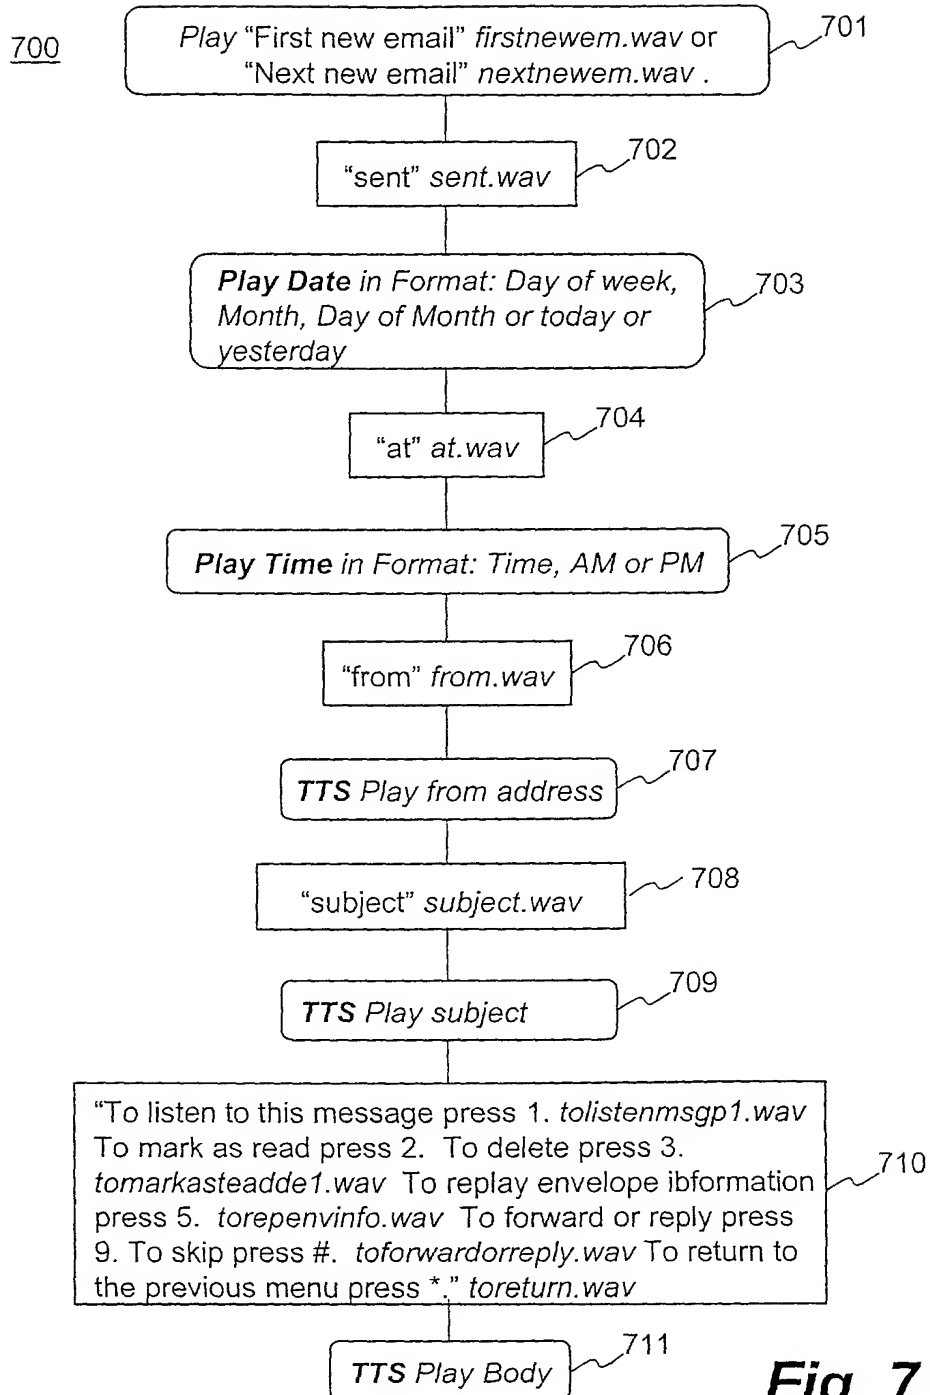 700
Play “First new email” firstnewem.wav or
“Next new email” nextnewem.wav .
701
“sent” sent.wav
702
Play Date in Format: Day of week,
Month, Day of Month or today or
yesterday
703
“at” at.wav
704
Play Time in Format: Time, AM or PM
705
“from” from.wav
706
TTS Play from address
707
“subject” subject.wav
708
TTS Play subject
709
“To listen to this message press 1. tolistenmsgp1.wav
To mark as read press 2. To delete press 3.
tomarkasteadde1.wav To replay envelope ibformation
press 5. torepenvinfo.wav To forward or reply press
9. To skip press #. toforwardorreply.wav To return to
the previous menu press *.” toreturn.wav
710
TTS Play Body
711
Fig. 7